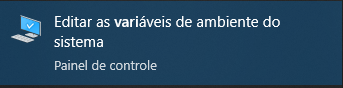 Editar as variáveis de ambiente do
sistema
Painel de controle